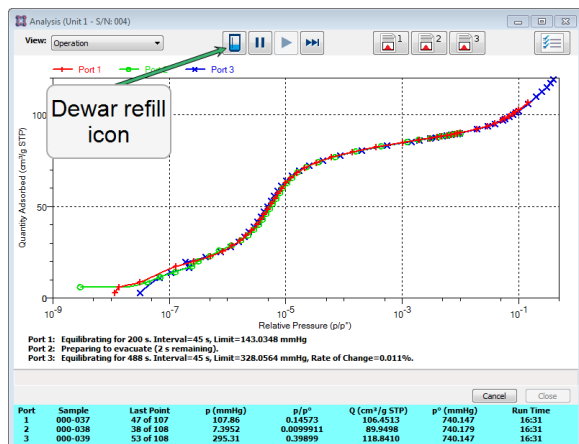 Analysis (Unit 1 - S/N: 004)
View: Operation
1 2 3
Port 1 Port 3
Dewar refill
icon
Quantity Adsorbed (cm³/g STP)
100
50
0
10⁻⁹ 10⁻⁷ 10⁻⁵ 10⁻³ 10⁻¹
Relative Pressure (p/p°)
Port 1: Equilibrating for 200 s. Interval=45 s, Limit=143.0348 mmHg
Port 2: Preparing to evacuate (2 s remaining).
Port 3: Equilibrating for 488 s. Interval=45 s, Limit=328.0564 mmHg, Rate of Change=0.011%.
Cancel Close
Port Sample Last Point p (mmHg) p/p° Q (cm³/g STP) p° (mmHg) Run Time
1 000-037 47 of 107 107.86 0.14573 106.4513 740.147 16:31
2 000-038 38 of 108 7.3952 0.0099911 89.9498 740.179 16:31
3 000-039 53 of 108 295.31 0.39899 118.8410 740.147 16:31